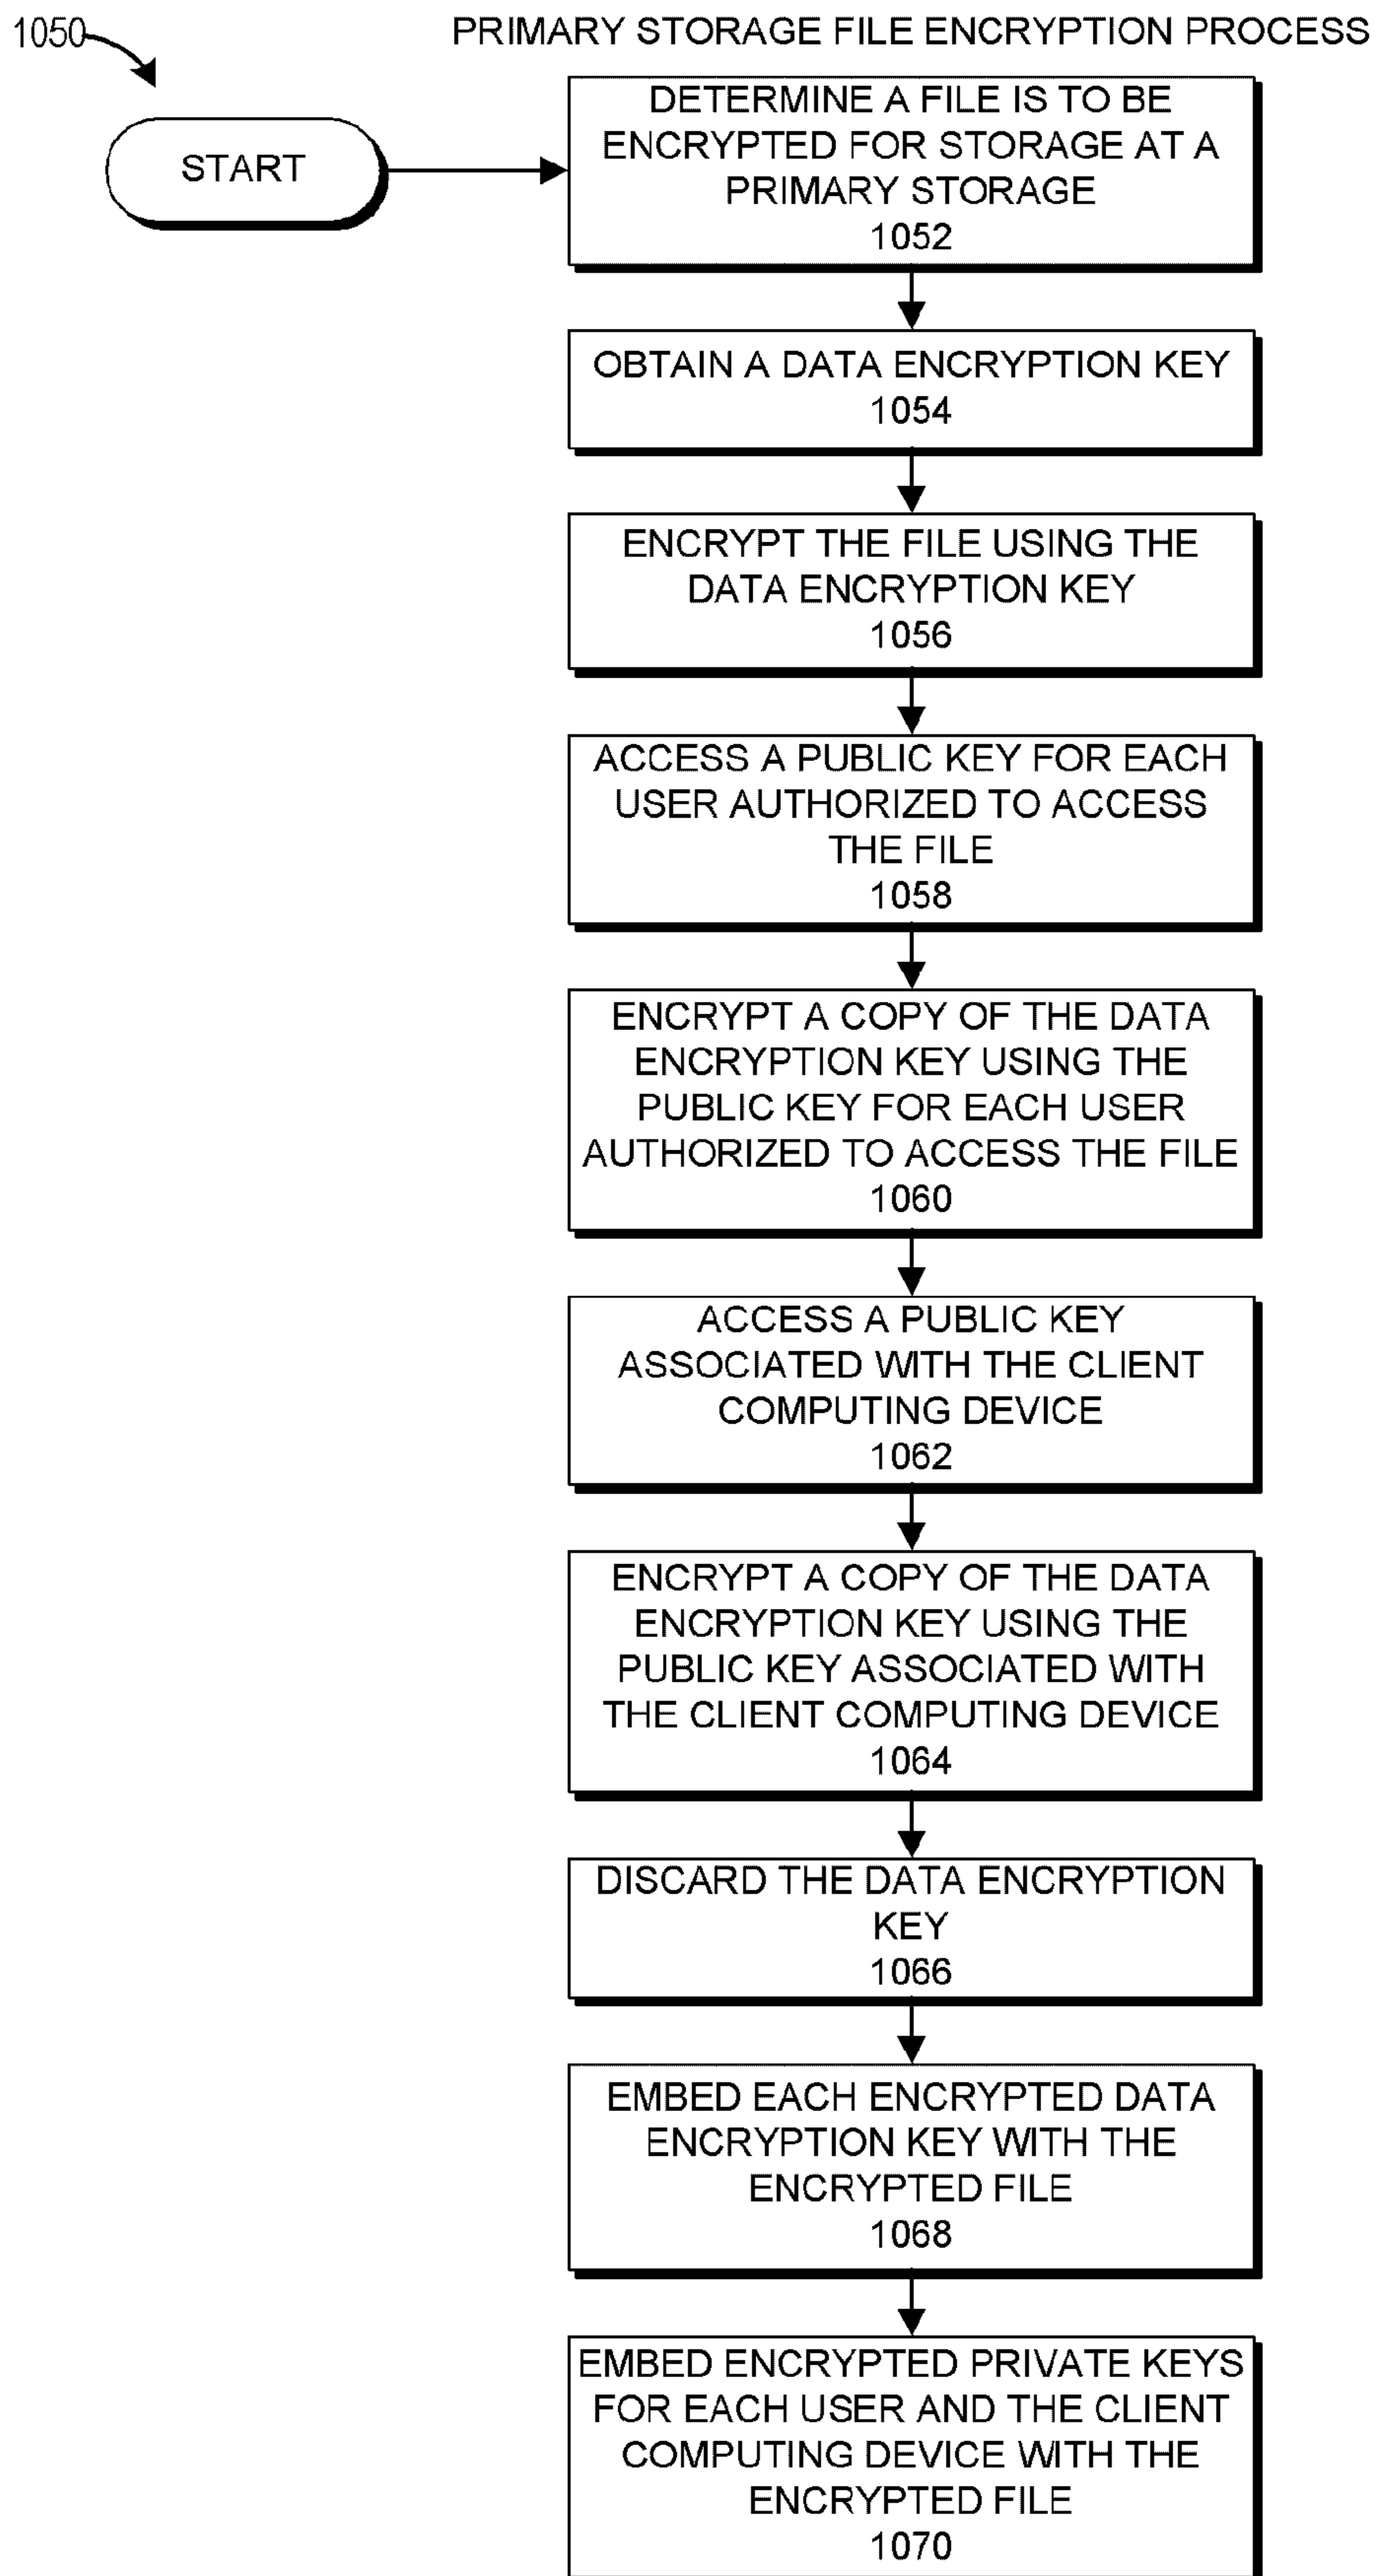 1050
PRIMARY STORAGE FILE ENCRYPTION PROCESS
START
DETERMINE A FILE IS TO BE
ENCRYPTED FOR STORAGE AT A
PRIMARY STORAGE
1052
OBTAIN A DATA ENCRYPTION KEY
1054
ENCRYPT THE FILE USING THE
DATA ENCRYPTION KEY
1056
ACCESS A PUBLIC KEY FOR EACH
USER AUTHORIZED TO ACCESS
THE FILE
1058
ENCRYPT A COPY OF THE DATA
ENCRYPTION KEY USING THE
PUBLIC KEY FOR EACH USER
AUTHORIZED TO ACCESS THE FILE
1060
ACCESS A PUBLIC KEY
ASSOCIATED WITH THE CLIENT
COMPUTING DEVICE
1062
ENCRYPT A COPY OF THE DATA
ENCRYPTION KEY USING THE
PUBLIC KEY ASSOCIATED WITH
THE CLIENT COMPUTING DEVICE
1064
DISCARD THE DATA ENCRYPTION
KEY
1066
EMBED EACH ENCRYPTED DATA
ENCRYPTION KEY WITH THE
ENCRYPTED FILE
1068
EMBED ENCRYPTED PRIVATE KEYS
FOR EACH USER AND THE CLIENT
COMPUTING DEVICE WITH THE
ENCRYPTED FILE
1070